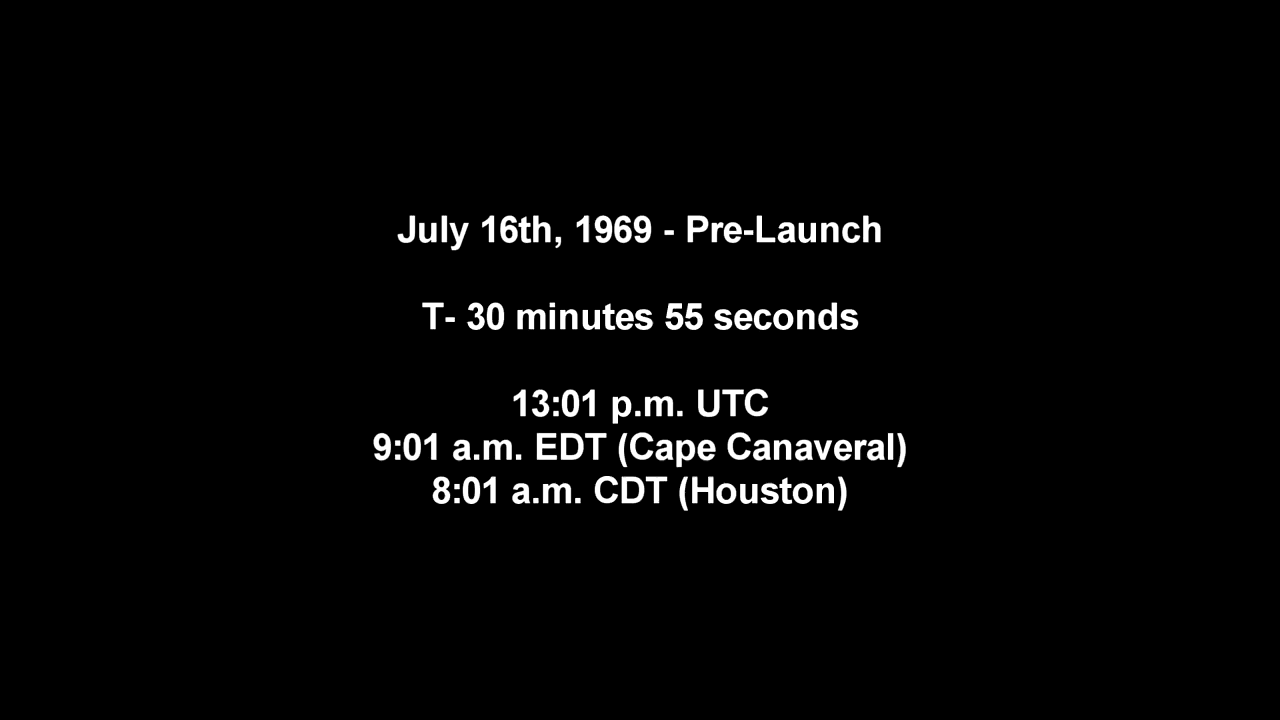 July 16th, 1969 - Pre-Launch
T- 30 minutes 55 seconds
13:01 p.m. UTC
9:01 a.m. EDT (Cape Canaveral)
8:01 a.m. CDT (Houston)